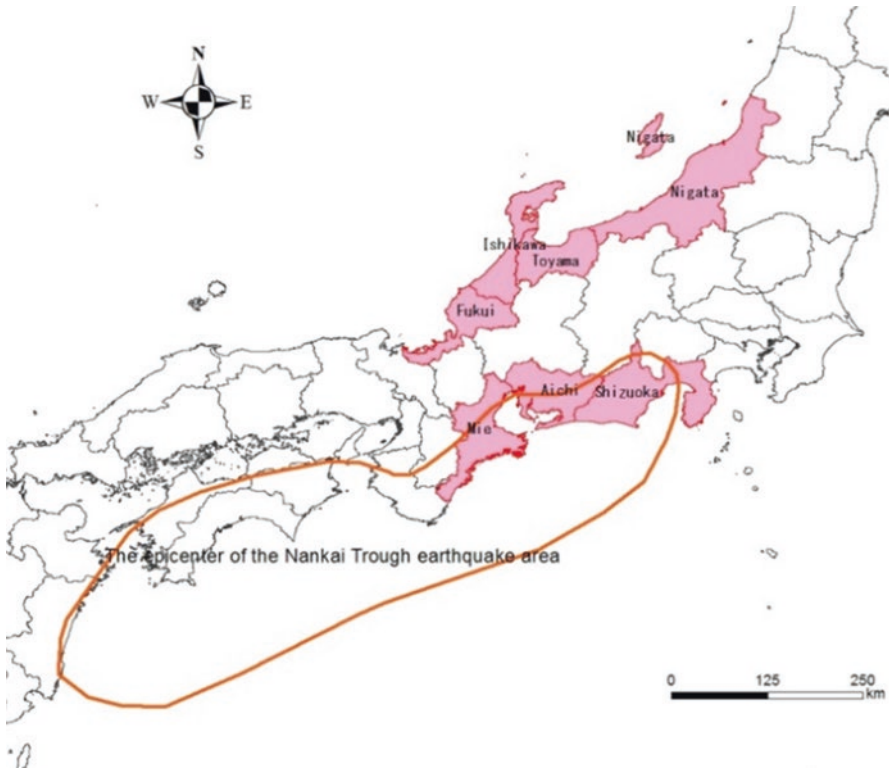 N
W E
S
Nigata
Nigata
Ishikawa
Toyama
Fukui
Aichi
Shizuoka
Mie
The epicenter of the Nankai Trough earthquake area
0 125 250
km